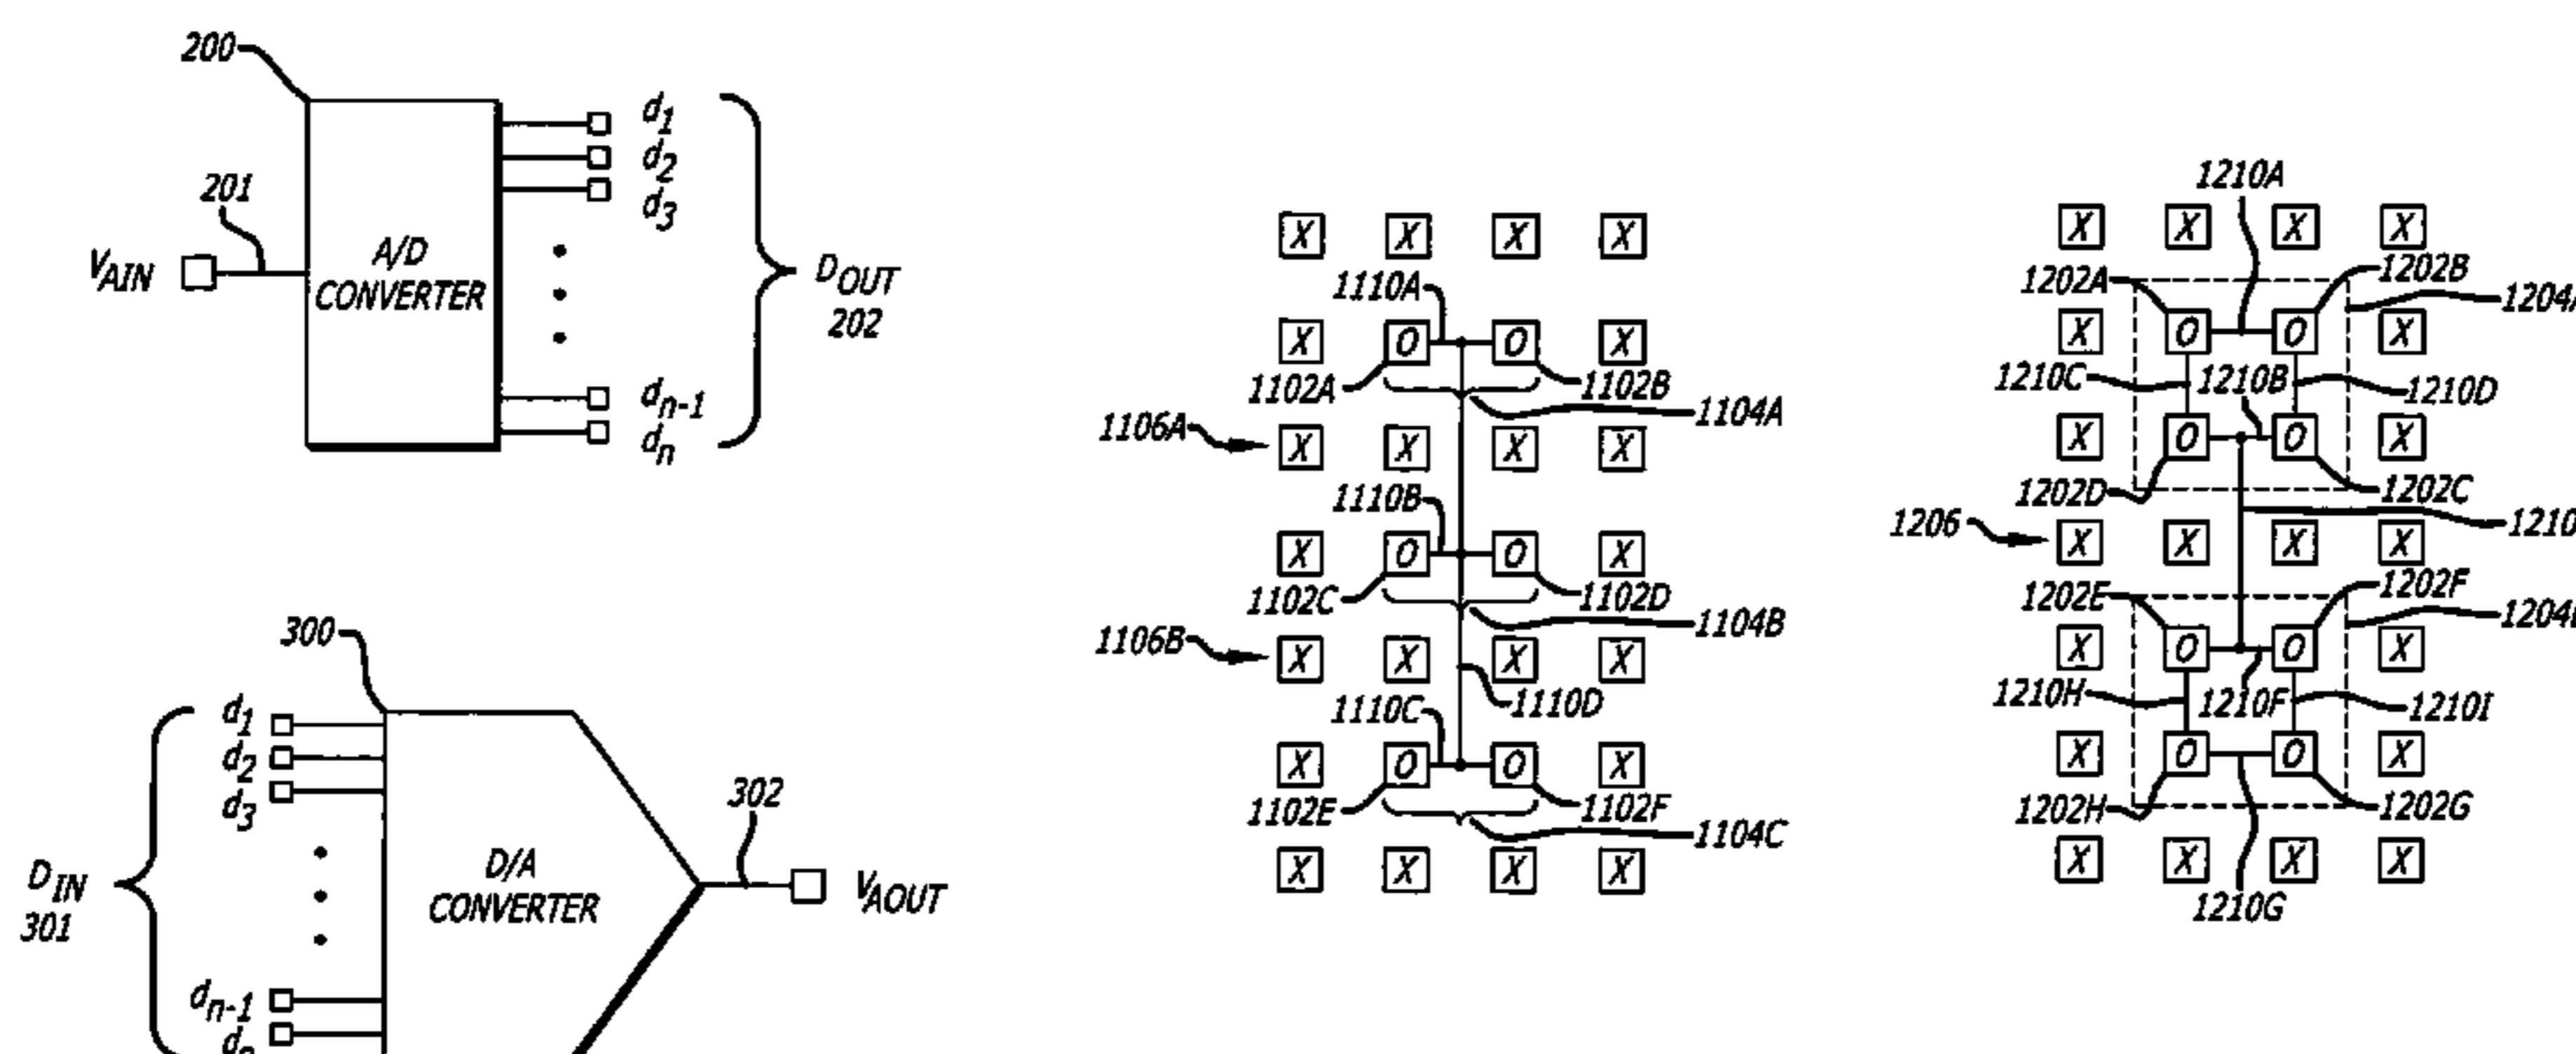 200
d1
d2
d3
201
A/D
CONVERTER
VAIN
DOUT
202
dn-1
dn
300
d1
d2
d3
DIN
301
D/A
CONVERTER
302
VAOUT
dn-1
X X X X
1110A
X O O X
1102A 1102B
1104A
1106A
X X X X
1110B
X O O X
1102C 1102D
1104B
1106B
X X X X
1110C 1110D
X O O X
1102E 1102F
1104C
X X X X
1210A
X X X X
1202A 1202B
X O O X
1210C 1210B 1210D
X O O X
1202D 1202C
1206
X X X X
1202E 1202F
X O O X
1210H 1210F 1210I
X O O X
1202H 1202G
X X X X
1210G